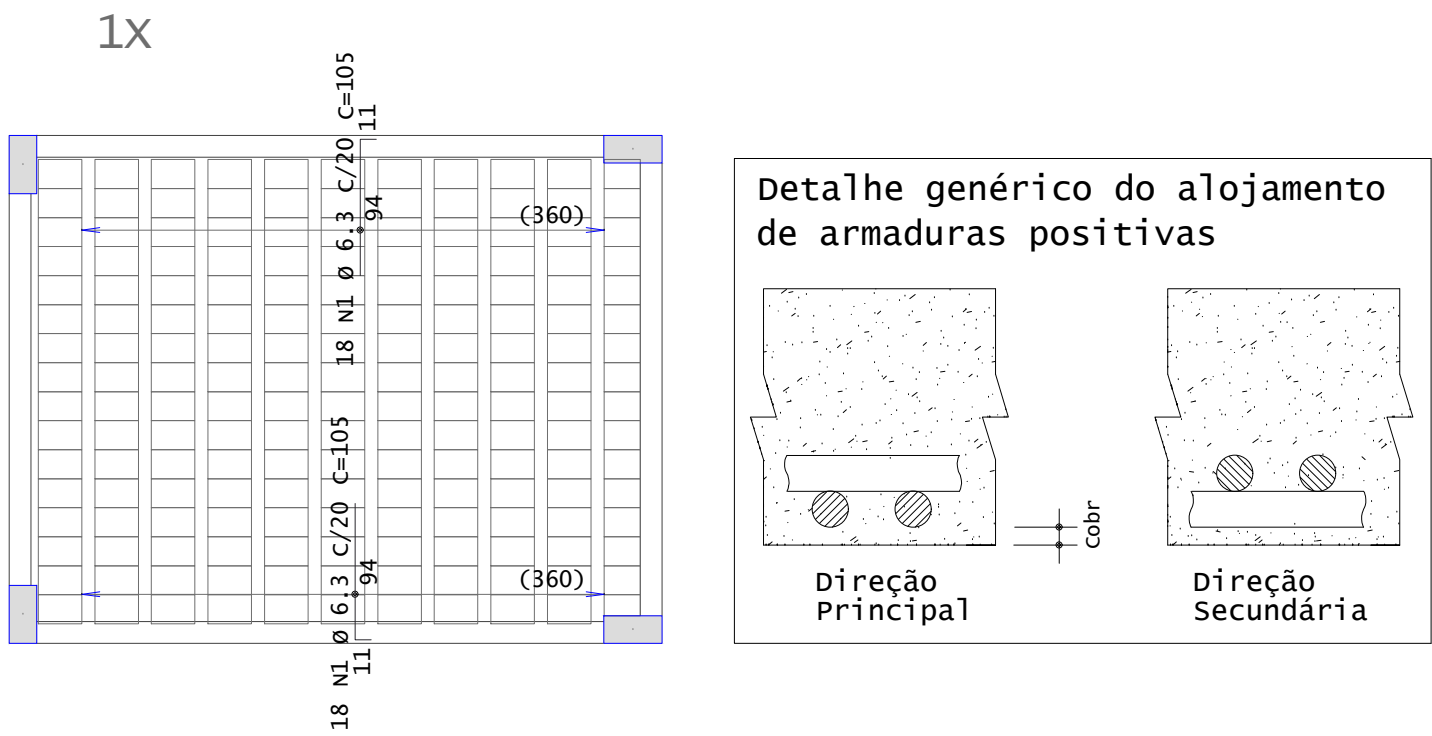 1X
18 N1 Ø 6.3 C/20 C=105
11
94
(360)
18 N1 Ø 6.3 C/20 C=105
94
11
(360)
Detalhe genérico do alojamento
de armaduras positivas
Cobr
Direção
Principal
Direção
Secundária